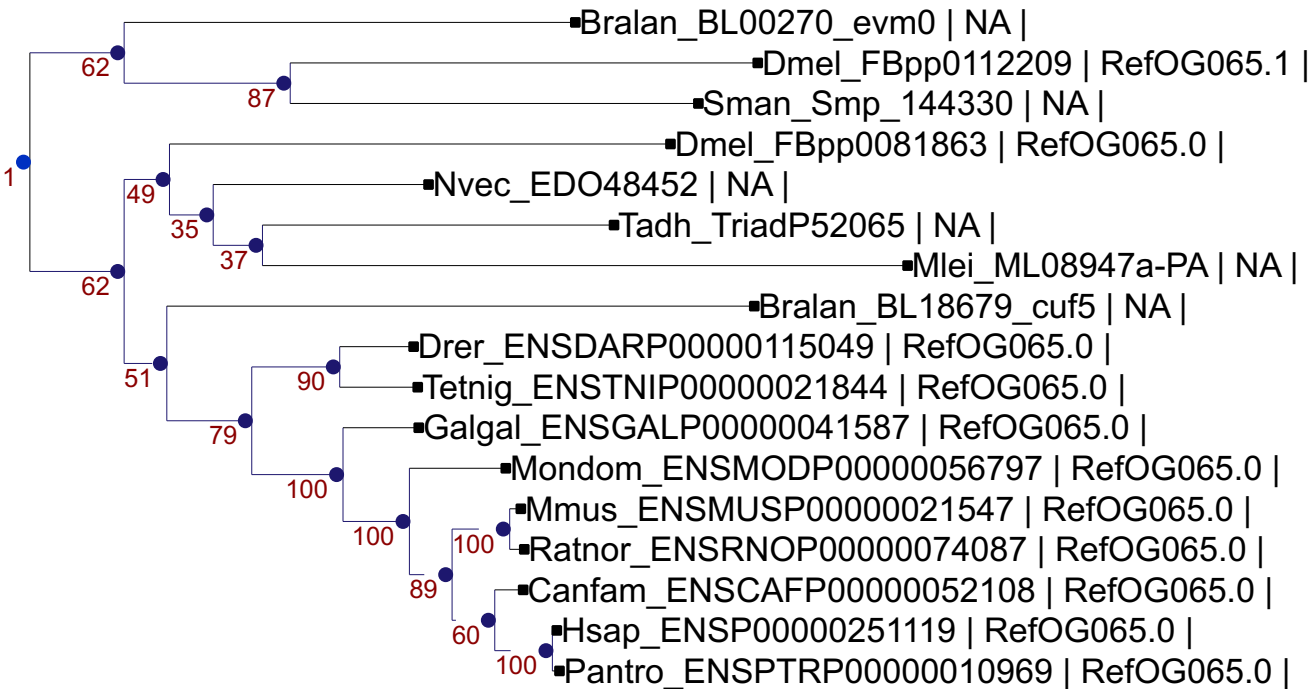 Bralan_BL00270_evm0 | NA |
62
Dmel_FBpp0112209 | RefOG065.1 |
87
Sman_Smp_144330 | NA |
Dmel_FBpp0081863 | RefOG065.0 |
1
49
Nvec_EDO48452 | NA |
35
Tadh_TriadP52065 | NA |
37
Mlei_ML08947a-PA | NA |
62
Bralan_BL18679_cuf5 | NA |
Drer_ENSDARP00000115049 | RefOG065.0 |
51
90
Tetnig_ENSTNIP00000021844 | RefOG065.0 |
79
Galgal_ENSGALP00000041587 | RefOG065.0 |
Mondom_ENSMODP00000056797 | RefOG065.0 |
100
Mmus_ENSMUSP00000021547 | RefOG065.0 |
100
100
Ratnor_ENSRNOP00000074087 | RefOG065.0 |
89
Canfam_ENSCAFP00000052108 | RefOG065.0 |
60
Hsap_ENSP00000251119 | RefOG065.0 |
100
Pantro_ENSPTRP00000010969 | RefOG065.0 |